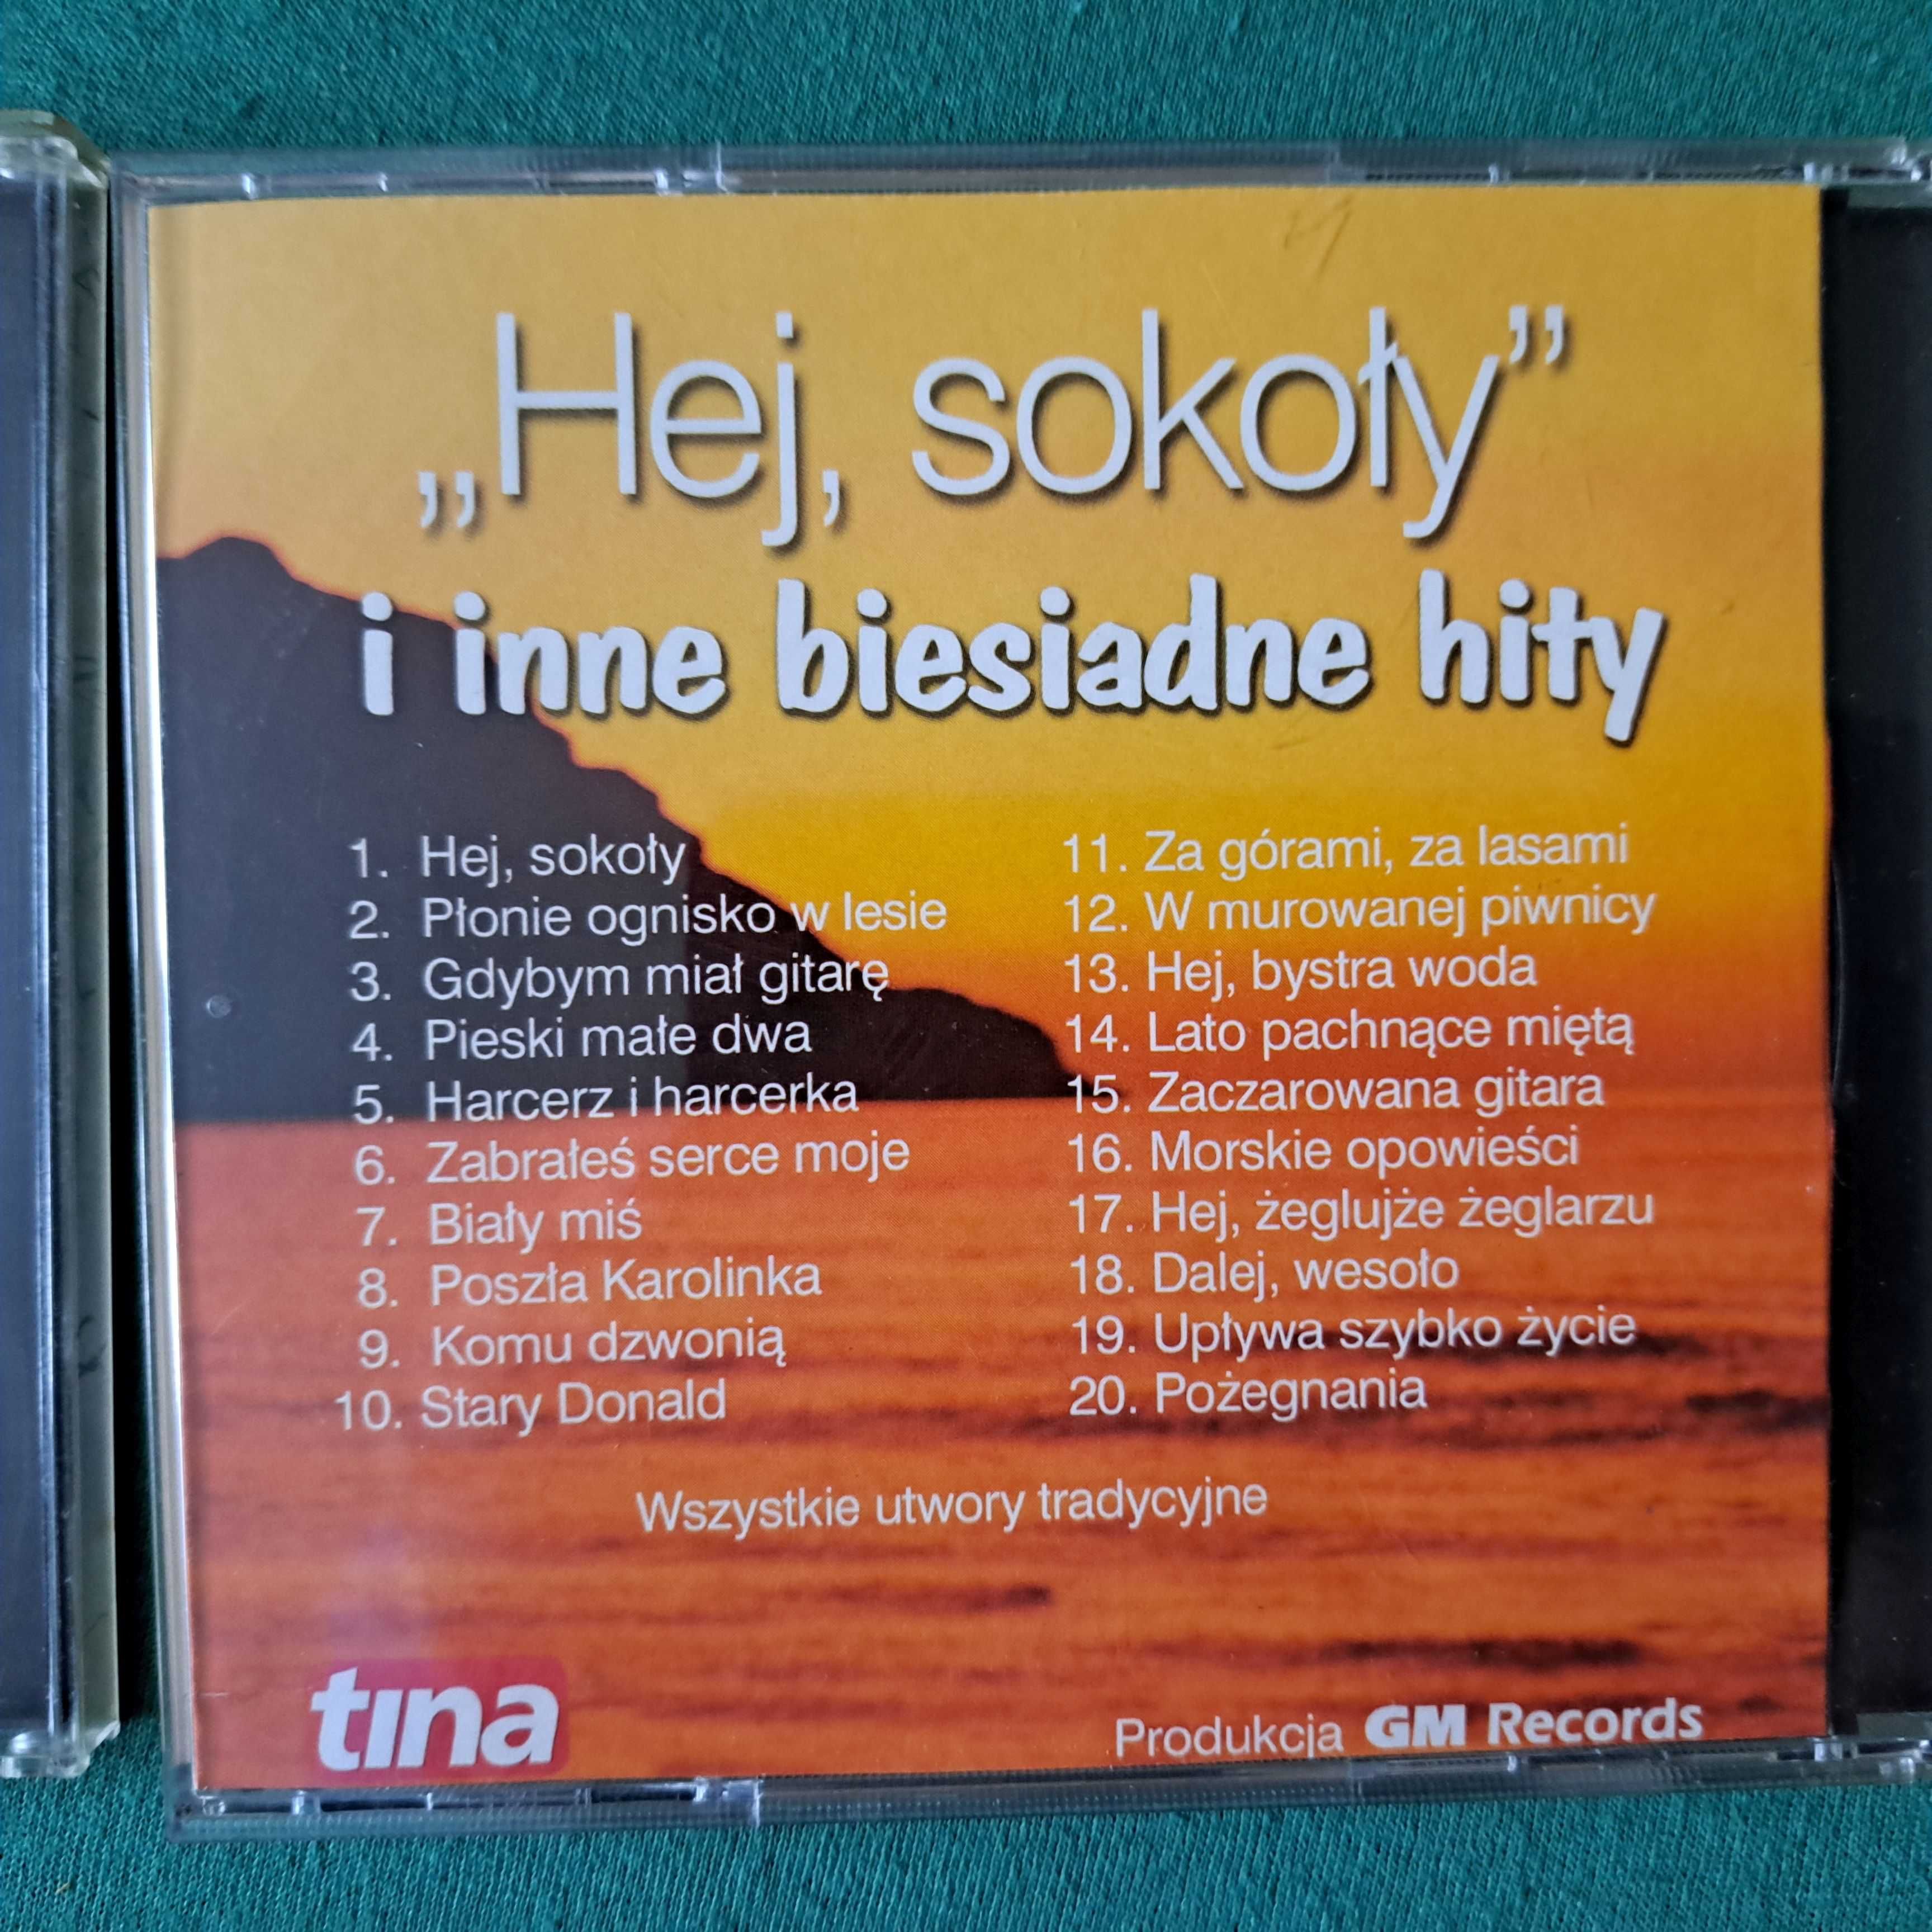 „Hej, sokoły”
i inne biesiadne hity
1. Hej, sokoły
2. Płonie ognisko w lesie
3. Gdybym miał gitarę
4. Pieski małe dwa
5. Harcerz i harcerka
6. Zabrałeś serce moje
7. Biały miś
8. Poszła Karolinka
9. Komu dzwonią
10. Stary Donald
11. Za górami, za lasami
12. W murowanej piwnicy
13. Hej, bystra woda
14. Lato pachnące miętą
15. Zaczarowana gitara
16. Morskie opowieści
17. Hej, żeglujże żeglarzu
18. Dalej, wesoło
19. Upływa szybko życie
20. Pożegnania
Wszystkie utwory tradycyjne
tina
Produkcja GM Records